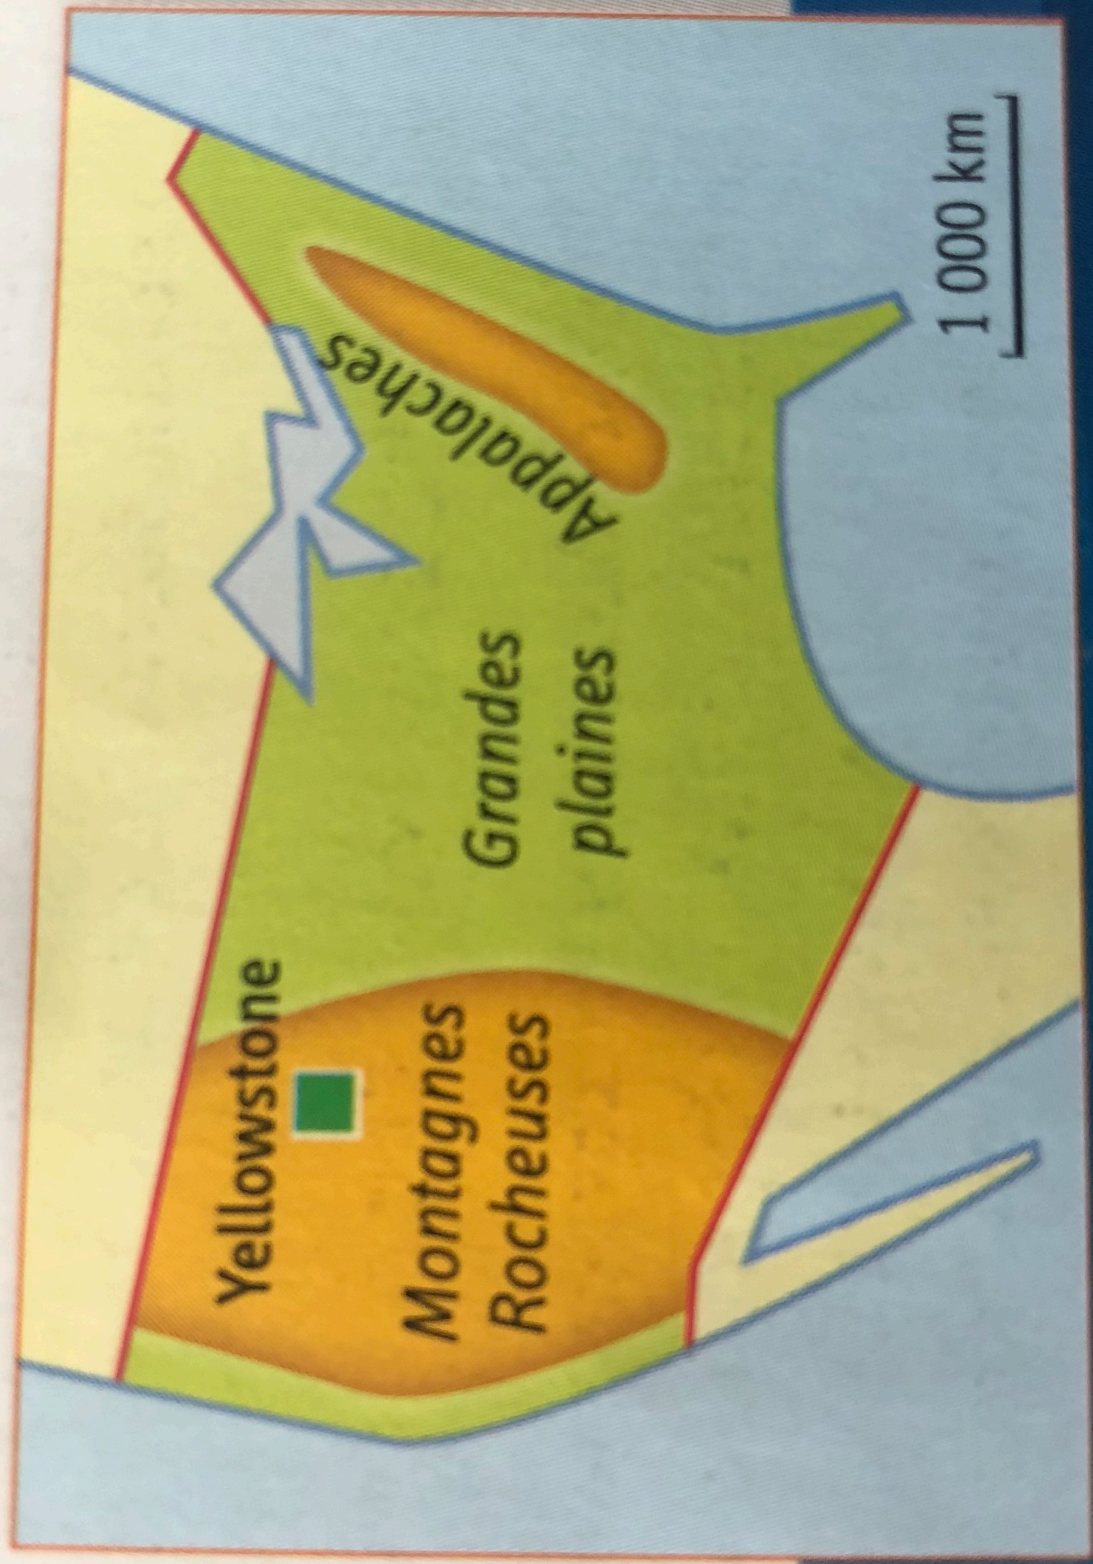 Yellowstone
Montagnes
Rocheuses
Grandes
plaines
Appalaches
1 000 km